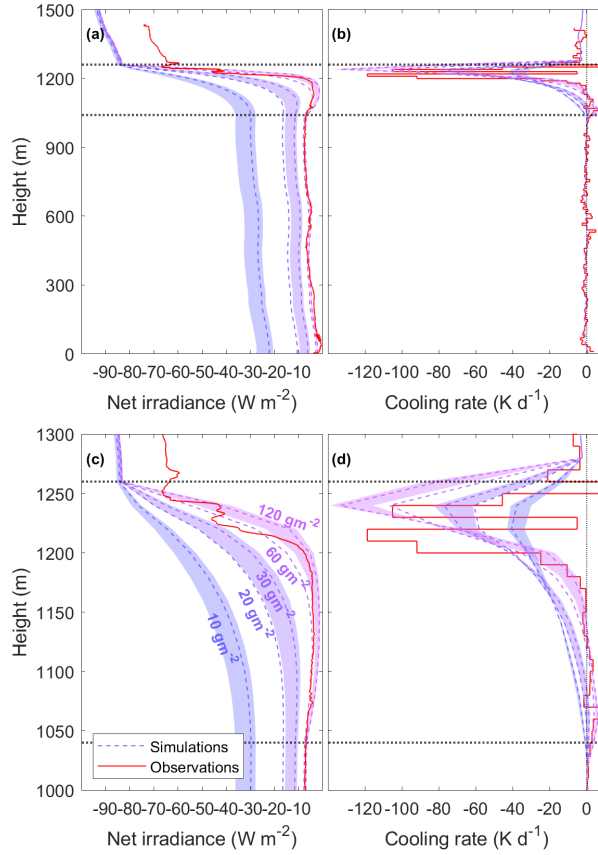 1500
(a)
(b)
1200
900
600
300
0
Height (m)
-90-80-70-60-50-40-30-20-10
-120 -100 -80 -60 -40 -20 0
Net irradiance (W m-2)
Cooling rate (K d-1)
1300
(c)
(d)
1250
1200
1150
1100
1050
1000
Height (m)
120 gm-2
60 gm-2
30 gm-2
20 gm-2
10 gm-2
Simulations
Observations
-90-80-70-60-50-40-30-20-10
-120 -100 -80 -60 -40 -20 0
Net irradiance (W m-2)
Cooling rate (K d-1)